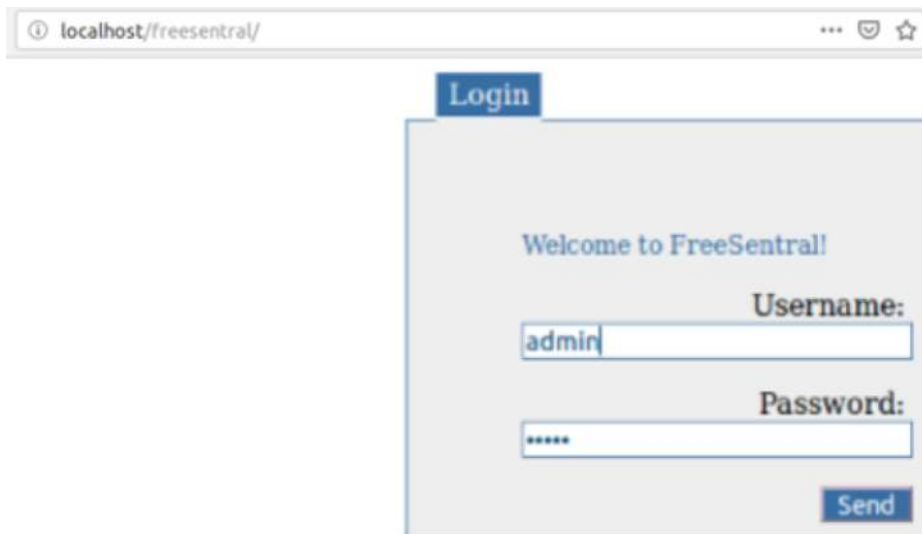 localhost/freesentral/
Login
Welcome to FreeSentral!
Username:
admin
Password:
•••••
Send